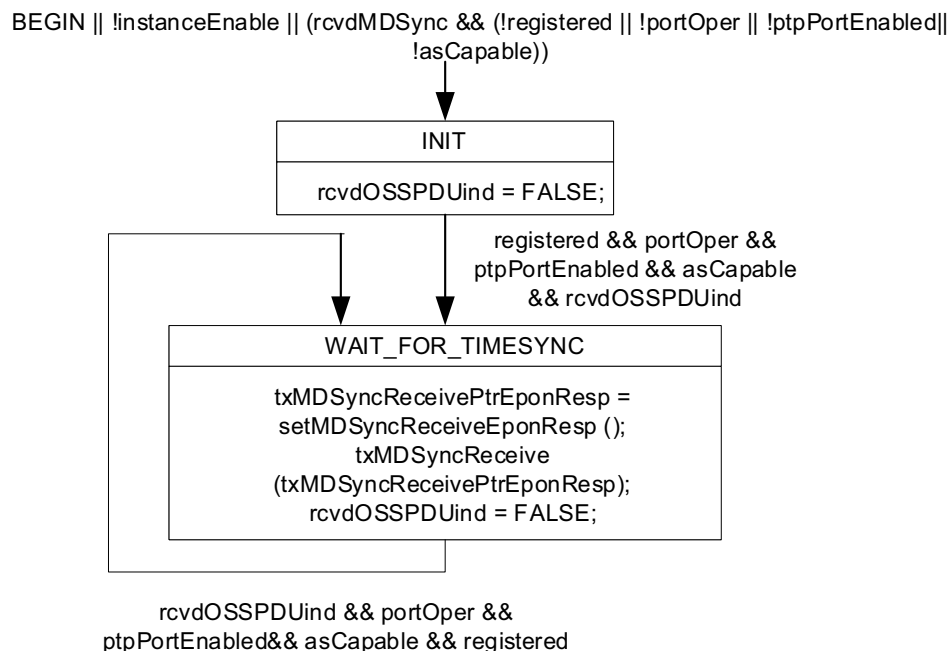 BEGIN || !instanceEnable || (rcvdMDSync && (!registered || !portOper || !ptpPortEnabled||
!asCapable))
INIT
rcvdOSSPDUind = FALSE;
registered && portOper &&
ptpPortEnabled && asCapable
&& rcvdOSSPDUind
WAIT_FOR_TIMESYNC
txMDSyncReceivePtrEponResp =
setMDSyncReceiveEponResp ();
txMDSyncReceive
(txMDSyncReceivePtrEponResp);
rcvdOSSPDUind = FALSE;
rcvdOSSPDUind && portOper &&
ptpPortEnabled&& asCapable && registered